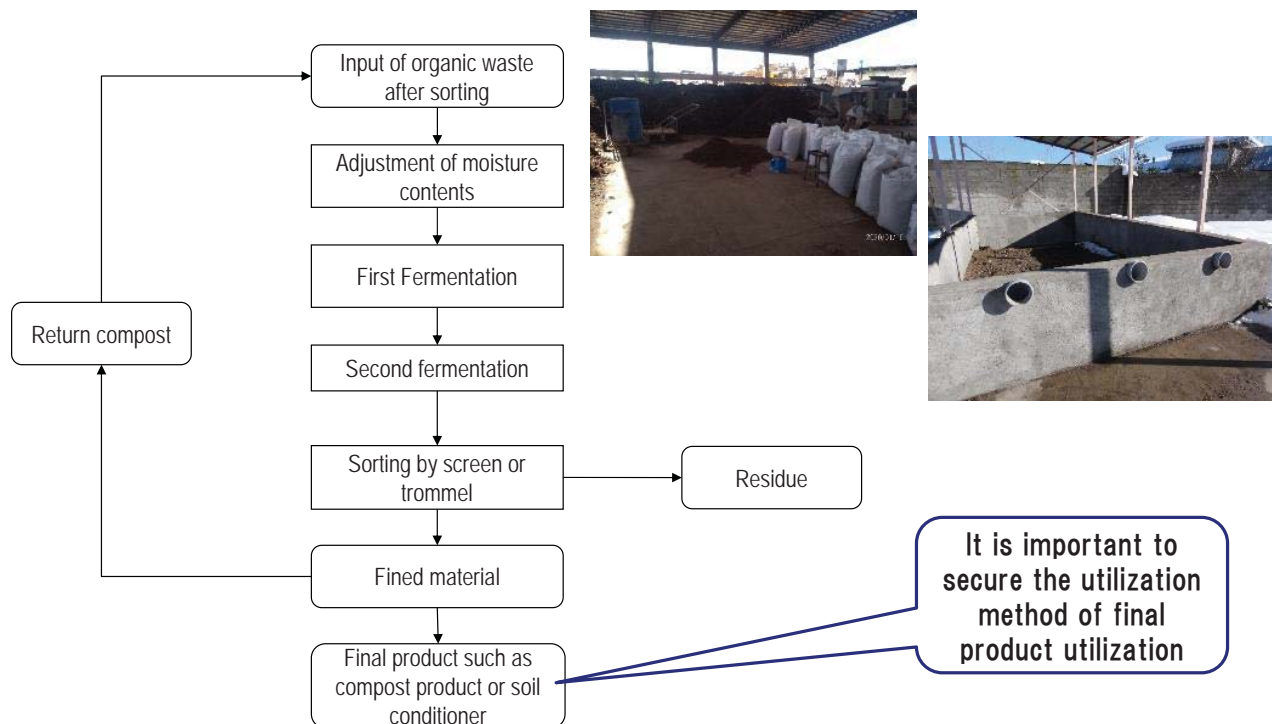 Input of organic waste
after sorting
Adjustment of moisture
contents
First Fermentation
Return compost
Second fermentation
Sorting by screen or
trommel
Residue
Fined material
Final product such as
compost product or soil
conditioner
It is important to
secure the utilization
method of final
product utilization